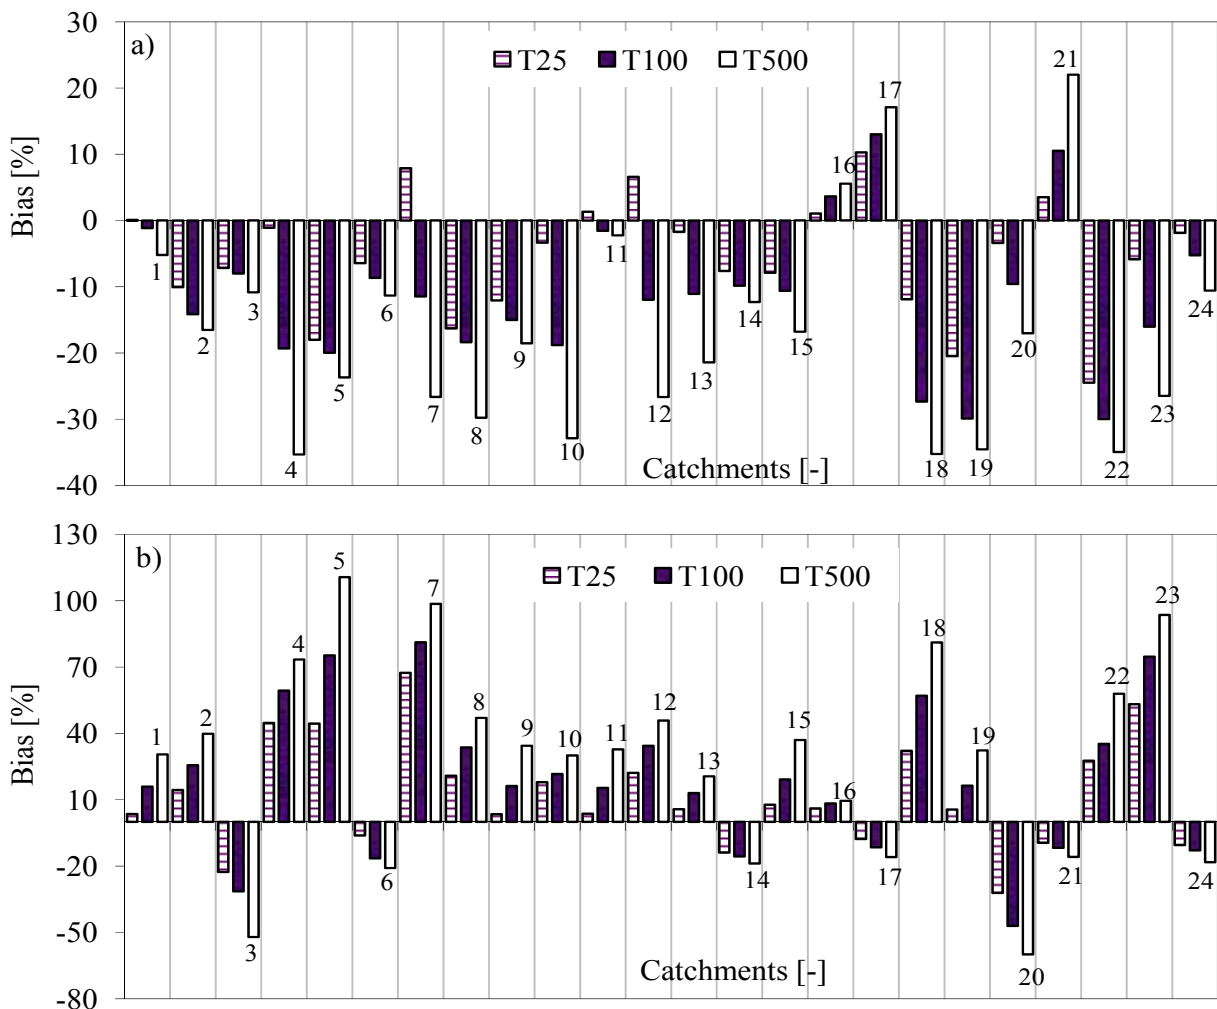 30
a)
T25 T100 T500
20
10
0
-10
-20
-30
-40
Bias [%]
1 2 3 4 5 6 7 8 9 10 11 12 13 14 15 16 17 18 19 20 21 22 23 24
Catchments [-]
130
b)
T25 T100 T500
100
70
40
10
-20
-50
-80
Bias [%]
1 2 3 4 5 6 7 8 9 10 11 12 13 14 15 16 17 18 19 20 21 22 23 24
Catchments [-]